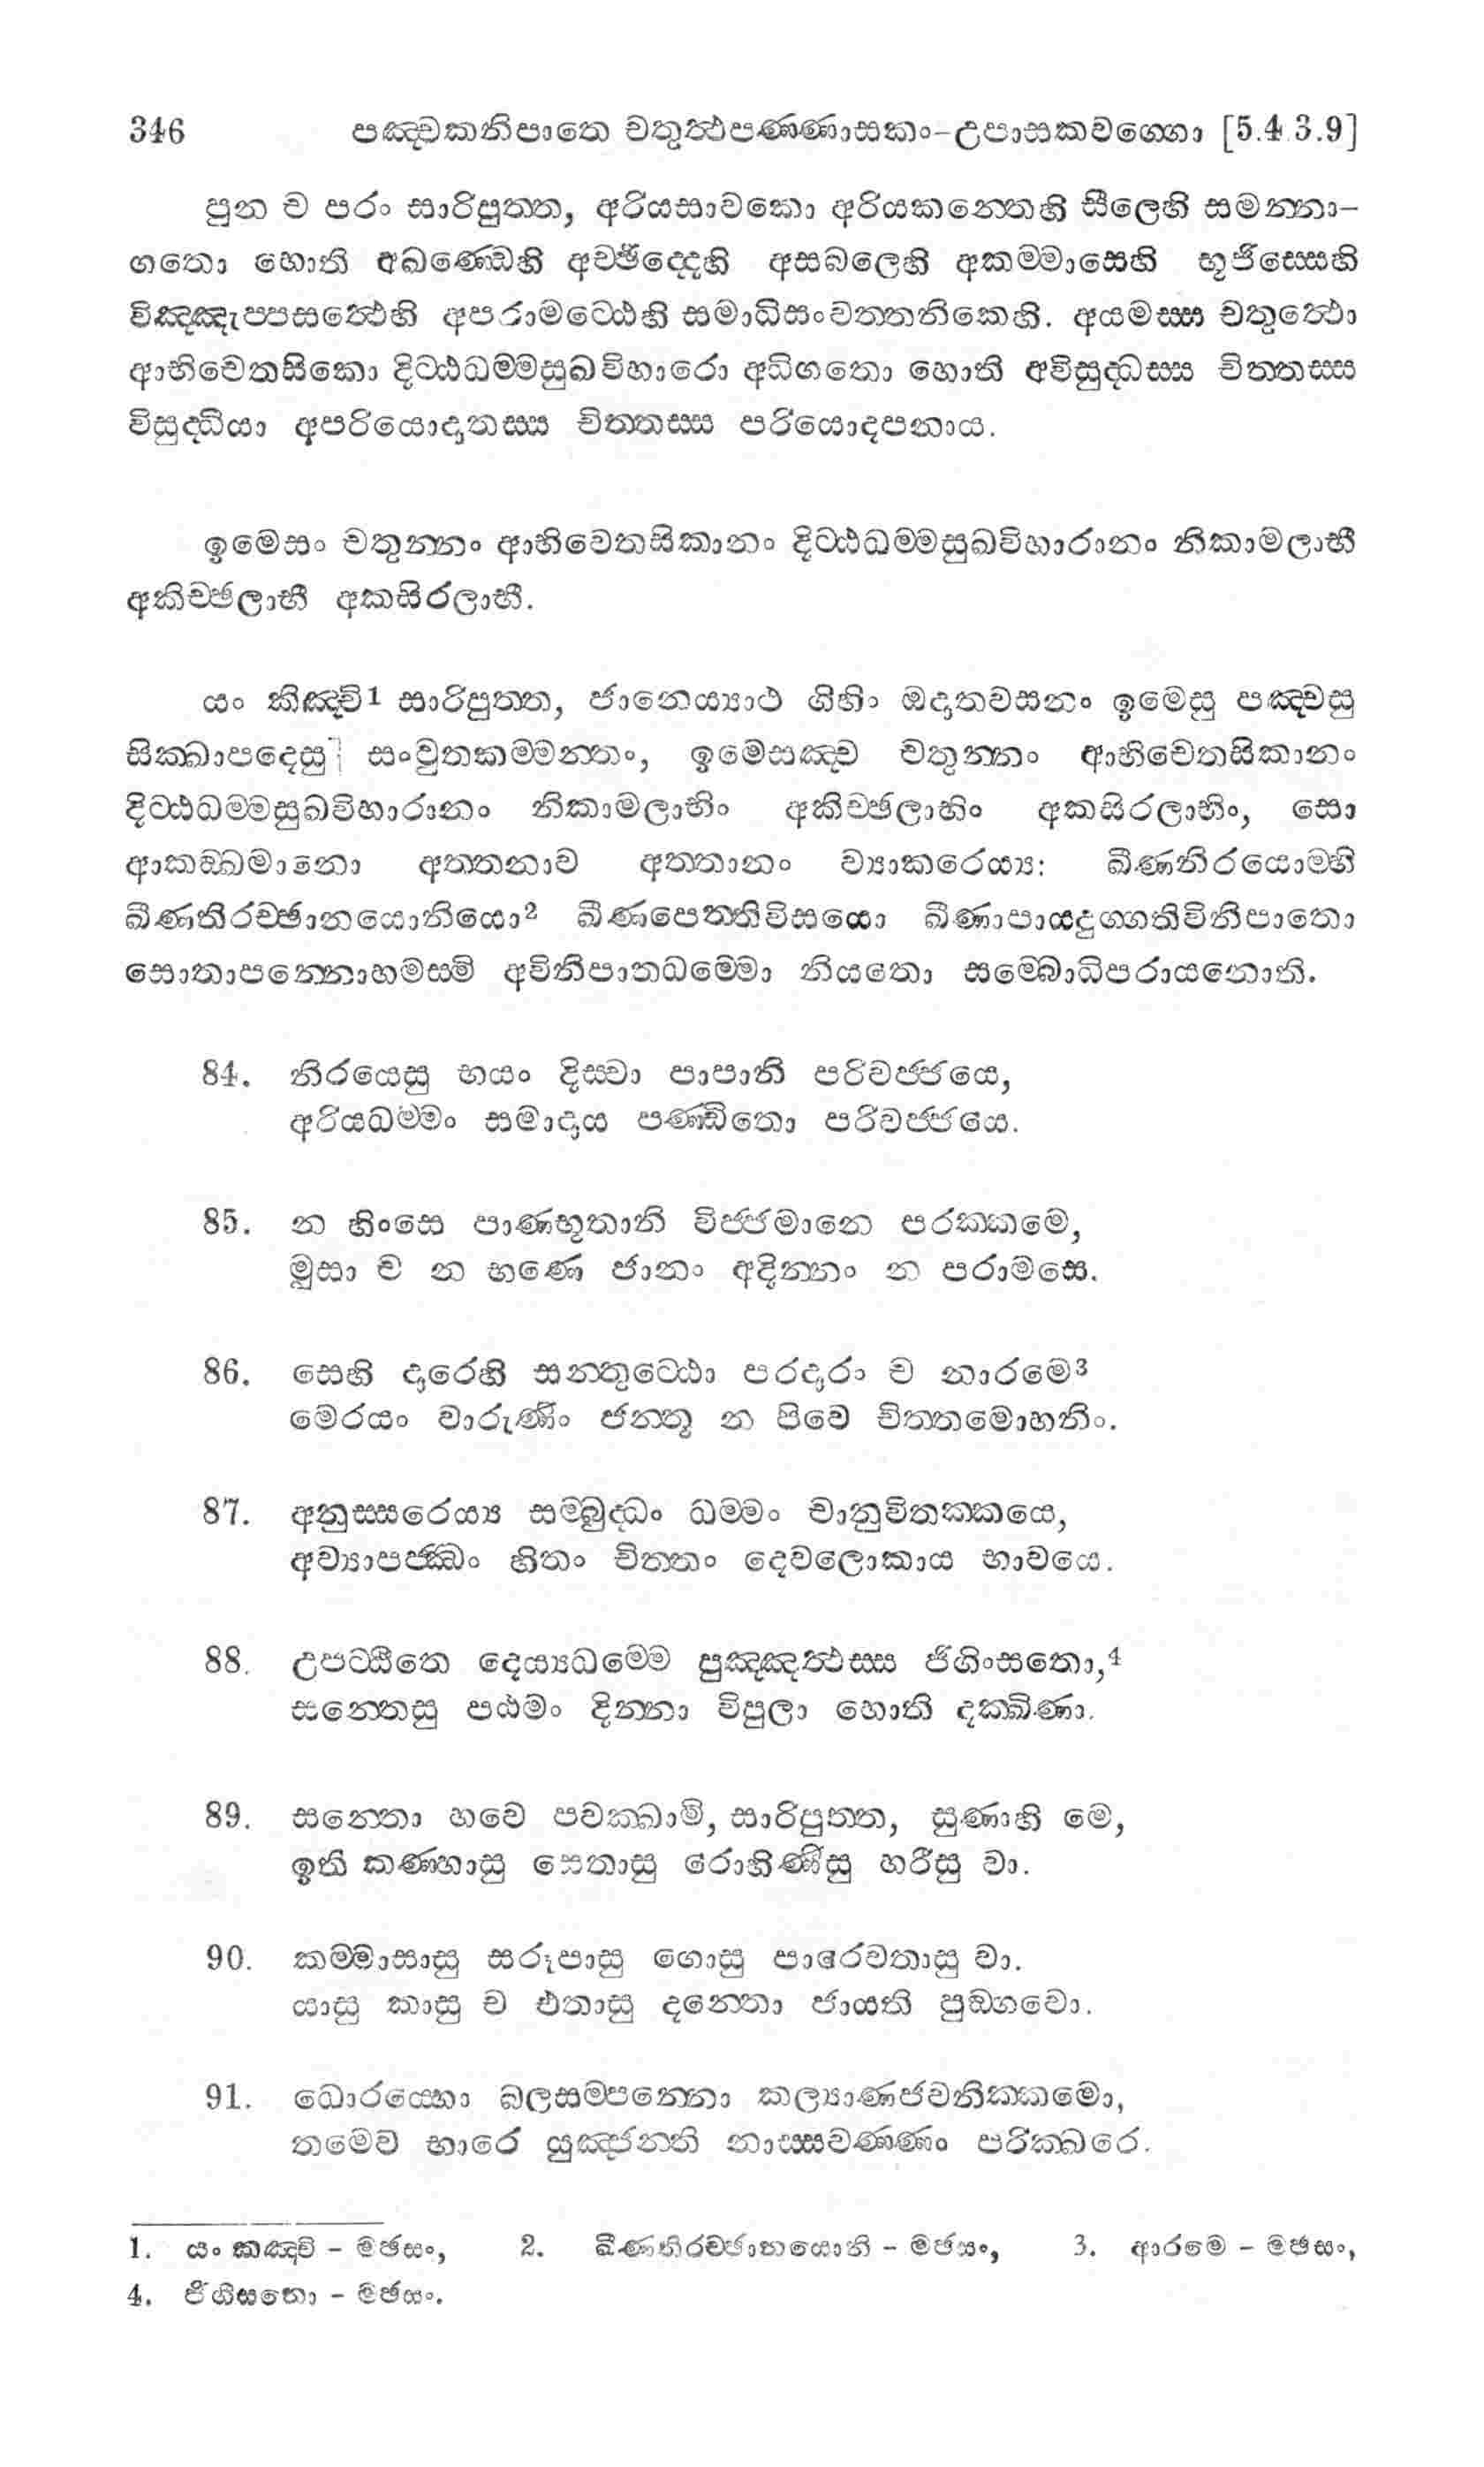 346 පඤ්චකනිපාතෙ චතුත්ථපණ්ණාසකං-උපාසකවග්ගො [5.4.3.9]
පුන ච පරං සාරිපුත්ත, අරියසාවකො අරියකන්තෙහි සීලෙහි සමන්නා-
ගතො හොති අඛණ්ඩෙහි අච්ඡිද්දෙහි අසබලෙහි අකම්මාසෙහි භූජිස්සෙහි
විඤ්ඤුප්පසත්ථෙහි අපරාමට්ඨෙහි සමාධිසංවත්තනිකෙහි. අයමස්ස චතුත්ථො
ආභිචෙතසිකො දිට්ඨධම්මසුඛවිහාරො අධිගතො හොති අවිසුද්ධස්ස චිත්තස්ස
විසුද්ධියා අපරියොදාතස්ස චිත්තස්ස පරියොදපනාය.
ඉමෙසං චතුන්නං ආභිචෙතසිකානං දිට්ඨධම්මසුඛවිහාරානං නිකාමලාභී
අකිච්ඡලාභී අකසිරලාභී.
යං කිඤ්චි1 සාරිපුත්ත, ජානෙය්‍යාථ ගිහිං ඔදාතවසනං ඉමෙසු පඤ්චසු
සික්ඛාපදෙසු සංවුතකම්මන්තං, ඉමෙසඤ්ච චතුන්නං ආභිචෙතසිකානං
දිට්ඨධම්මසුඛවිහාරානං නිකාමලාභිං අකිච්ඡලාභිං අකසිරලාභිං, සො
ආකඞ්ඛමානො අත්තනාව අත්තානං ව්‍යාකරෙය්‍ය: ඛීණනිරයොම්හි
ඛීණතිරච්ඡානයොනියො2 ඛීණපෙත්තිවිසයො ඛීණාපායදුග්ගතිවිනිපාතො
සොතාපන්නොහමස්මි අවිනිපාතධම්මො නියතො සම්බොධිපරායනොති.
84. නිරයෙසු භයං දිස්වා පාපානි පරිවජ්ජයෙ,
අරියධම්මං සමාදාය පණ්ඩිතො පරිවජ්ජයෙ.
85. න හිංසෙ පාණභූතානි විජ්ජමානෙ පරක්කමෙ,
මුසා ච න භණෙ ජානං අදින්නං න පරාමසෙ.
86. සෙහි දාරෙහි සන්තුට්ඨො පරදාරං ච නාරමෙ3
මෙරයං වාරුණිං ජන්තු න පිවෙ චිත්තමොහනිං.
87. අනුස්සරෙය්‍ය සම්බුද්ධං ධම්මං චානුවිතක්කයෙ,
අව්‍යාපජ්ඣං හිතං චිත්තං දෙවලොකාය භාවයෙ.
88. උපට්ඨිතෙ දෙය්‍යධම්මෙ පුඤ්ඤත්ථස්ස ජිගිංසතො,4
සන්තෙසු පඨමං දින්නා විපුලා හොති දක්ඛිණා.
89. සන්තො හවෙ පවක්ඛාමි, සාරිපුත්ත, සුණාහි මෙ,
ඉති කණ්හාසු සෙතාසු රොහිණීසු හරීසු වා.
90. කම්මාසාසු සරූපාසු ගොසු පාරෙවතාසු වා.
යාසු කාසු ච එතාසු දන්තො ජායති පුඞ්ගවො.
91. ධොරය්හො බලසම්පන්නො කල්‍යාණජවනික්කමො,
තමෙව භාරෙ යුඤ්ජන්ති නාස්සවණ්ණං පරික්ඛරෙ.
1. යං කඤ්චි - මඡසං, 2. ඛීණතිරච්ඡානයොනි - මඡසං, 3. ආරමෙ - මඡසං,
4. ජිගීසතො - මඡසං.